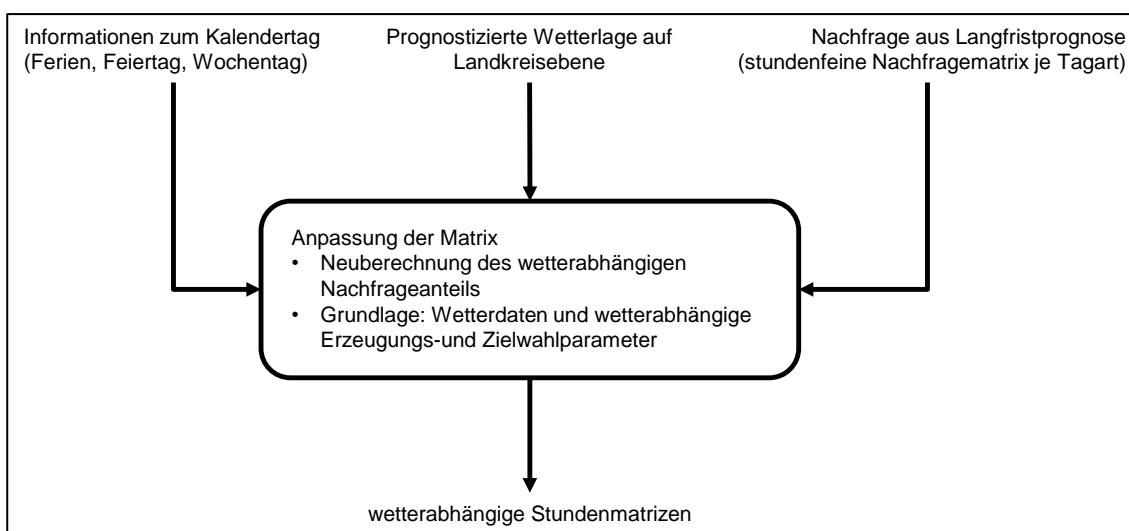 Informationen zum Kalendertag
(Ferien, Feiertag, Wochentag)
Prognostizierte Wetterlage auf
Landkreisebene
Nachfrage aus Langfristprognose
(stundenfeine Nachfragematrix je Tagart)
Anpassung der Matrix
• Neuberechnung des wetterabhängigen
Nachfrageanteils
• Grundlage: Wetterdaten und wetterabhängige
Erzeugungs-und Zielwahlparameter
wetterabhängige Stundenmatrizen